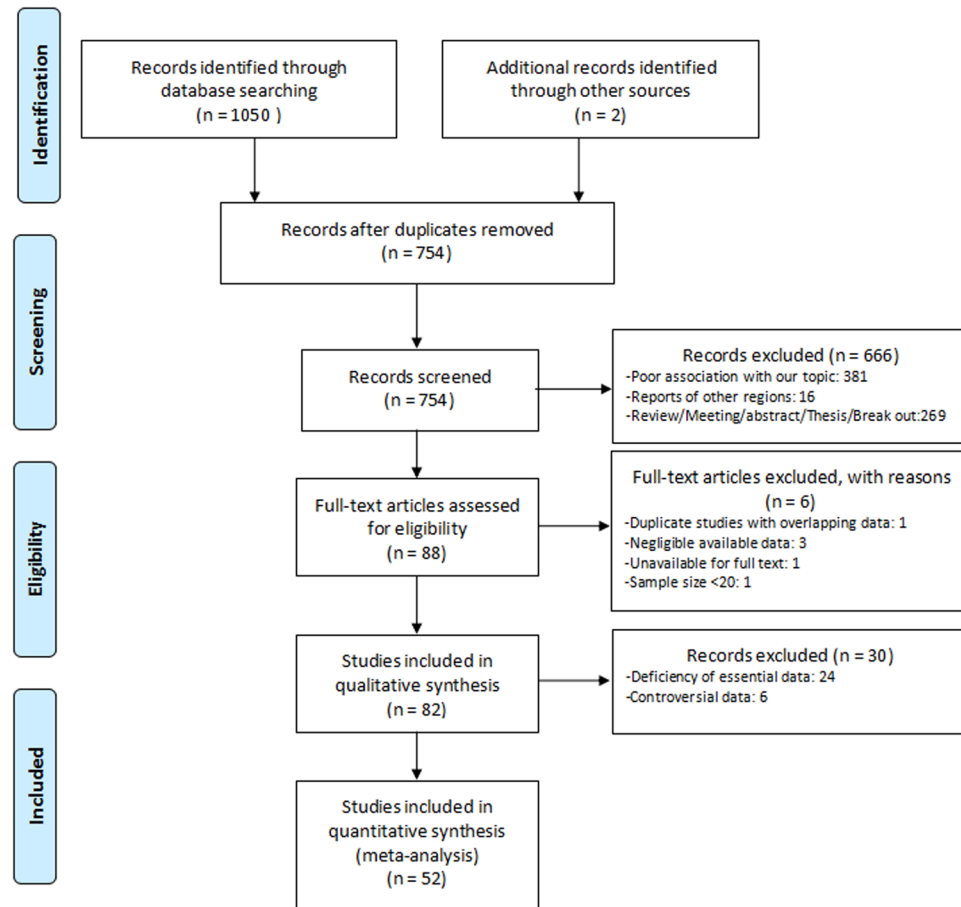 Identification
Records identified through
database searching
(n = 1050 )
Additional records identified
through other sources
(n = 2)
Records after duplicates removed
(n = 754)
Screening
Records screened
(n = 754)
Records excluded (n = 666)
-Poor association with our topic: 381
-Reports of other regions: 16
-Review/Meeting/abstract/Thesis/Break out:269
Eligibility
Full-text articles assessed
for eligibility
(n = 88)
Full-text articles excluded, with reasons
(n = 6)
-Duplicate studies with overlapping data: 1
-Negligible available data: 3
-Unavailable for full text: 1
-Sample size <20: 1
Studies included in
qualitative synthesis
(n = 82)
Records excluded (n = 30)
-Deficiency of essential data: 24
-Controversial data: 6
Included
Studies included in
quantitative synthesis
(meta-analysis)
(n = 52)